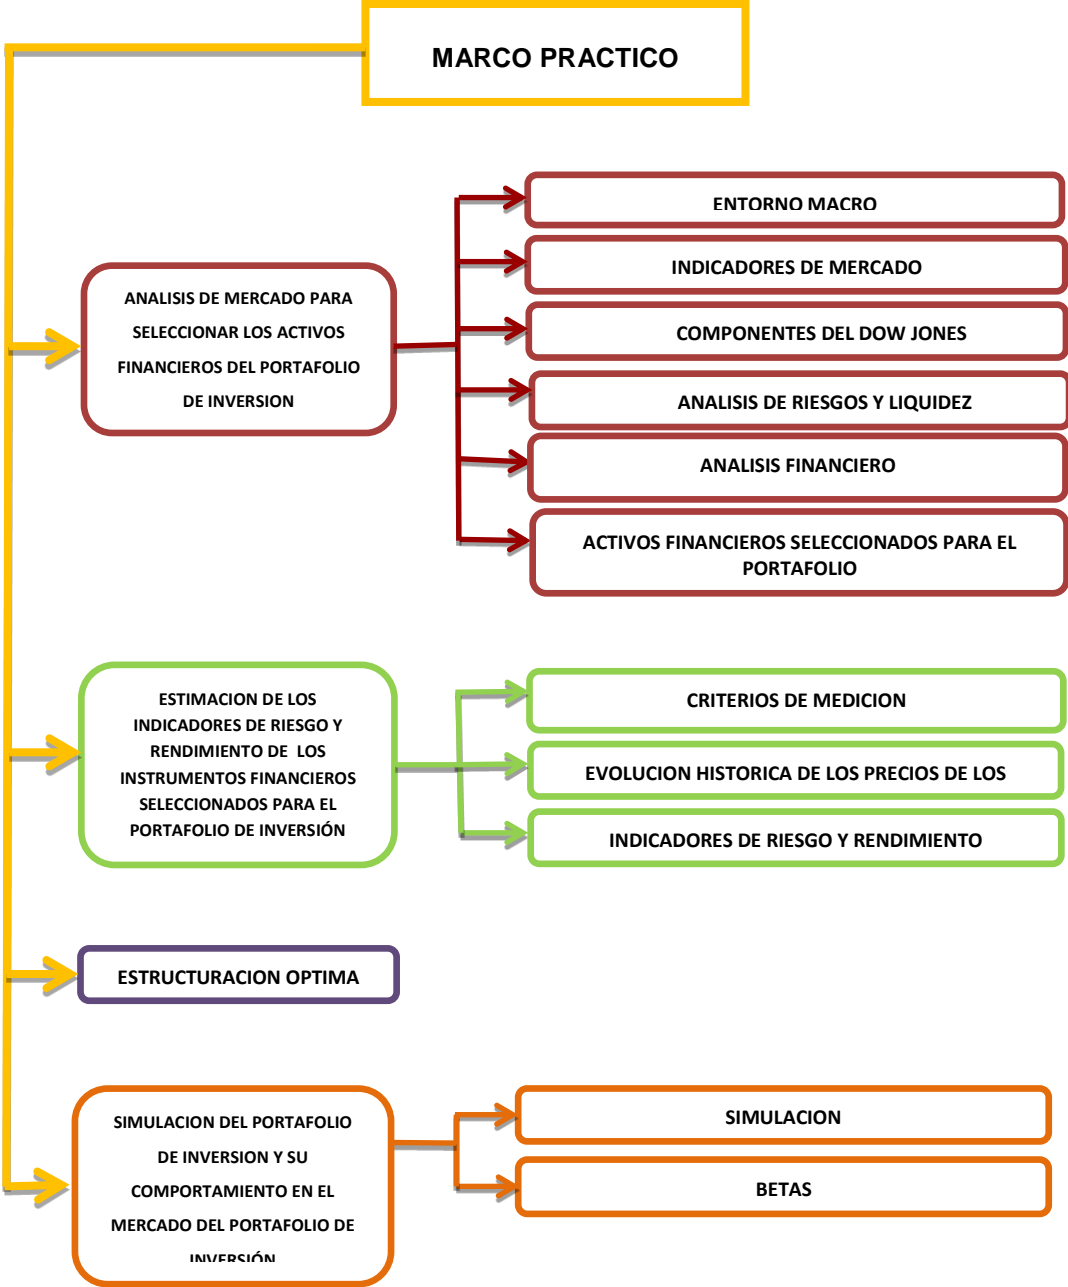 MARCO PRACTICO
ANALISIS DE MERCADO PARA
SELECCIONAR LOS ACTIVOS
FINANCIEROS DEL PORTAFOLIO
DE INVERSION
ENTORNO MACRO
INDICADORES DE MERCADO
COMPONENTES DEL DOW JONES
ANALISIS DE RIESGOS Y LIQUIDEZ
ANALISIS FINANCIERO
ACTIVOS FINANCIEROS SELECCIONADOS PARA EL
PORTAFOLIO
ESTIMACION DE LOS
INDICADORES DE RIESGO Y
RENDIMIENTO DE LOS
INSTRUMENTOS FINANCIEROS
SELECCIONADOS PARA EL
PORTAFOLIO DE INVERSIÓN
CRITERIOS DE MEDICION
EVOLUCION HISTORICA DE LOS PRECIOS DE LOS
INDICADORES DE RIESGO Y RENDIMIENTO
ESTRUCTURACION OPTIMA
SIMULACION DEL PORTAFOLIO
DE INVERSION Y SU
COMPORTAMIENTO EN EL
MERCADO DEL PORTAFOLIO DE
INVERSIÓN
SIMULACION
BETAS